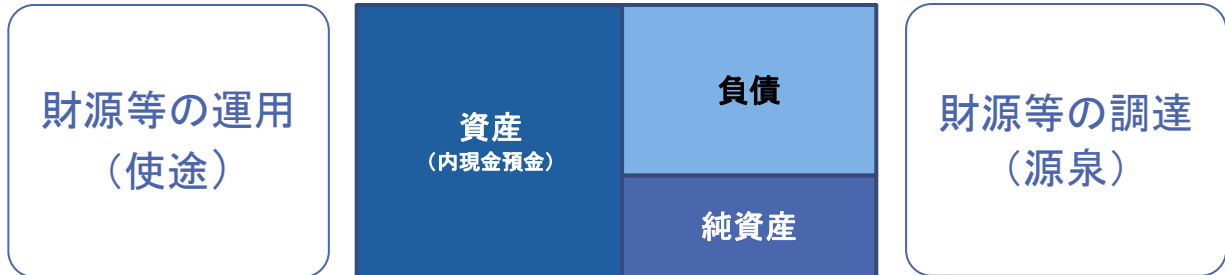 財源等の運用
（使途）
資産
（内現金預金）
負債
純資産
財源等の調達
（源泉）